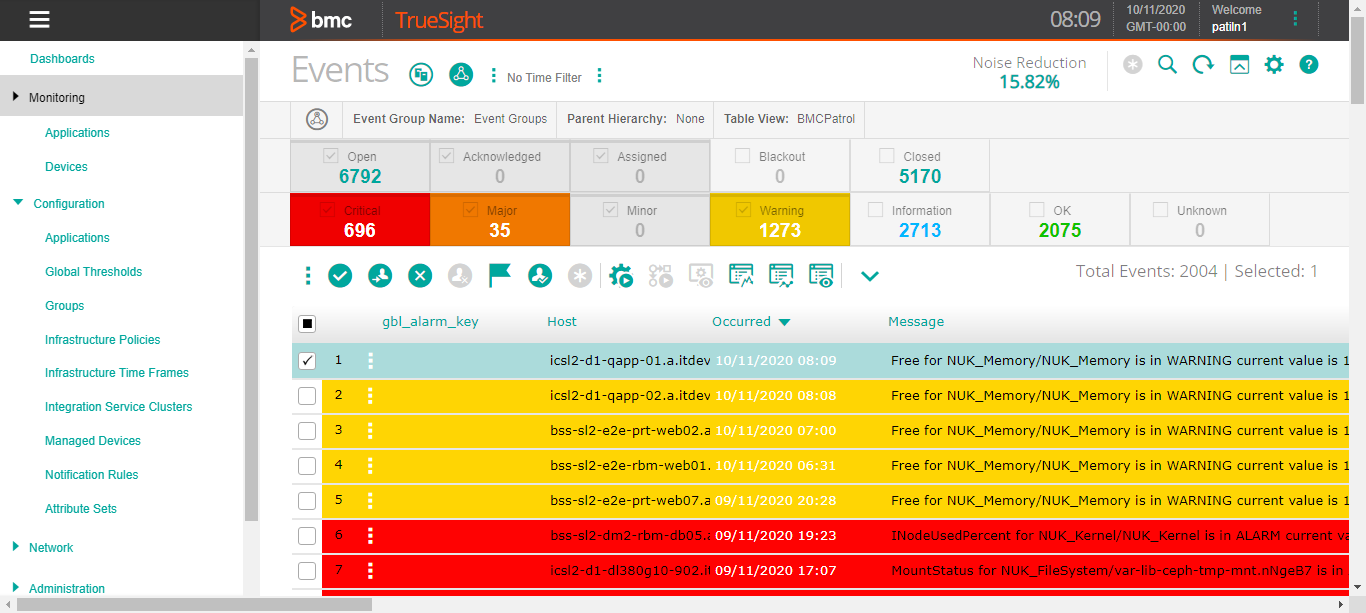 bmc TrueSight 08:09 10/11/2020 GMT-00:00 Welcome patiln1
Dashboards
Monitoring
Applications
Devices
Configuration
Applications
Global Thresholds
Groups
Infrastructure Policies
Infrastructure Time Frames
Integration Service Clusters
Managed Devices
Notification Rules
Attribute Sets
Network
Administration
Events No Time Filter Noise Reduction
15.82%
Event Group Name: Event Groups Parent Hierarchy: None Table View: BMCPatrol
Open Acknowledged Assigned Blackout Closed
6792 0 0 0 5170
Critical Major Minor Warning Information OK Unknown
696 35 0 1273 2713 2075 0
Total Events: 2004 | Selected: 1
gbl_alarm_key Host Occurred Message
1 icsl2-d1-qapp-01.a.itdev 10/11/2020 08:09 Free for NUK_Memory/NUK_Memory is in WARNING current value is 1
2 icsl2-d1-qapp-02.a.itdev 10/11/2020 08:08 Free for NUK_Memory/NUK_Memory is in WARNING current value is 1
3 bss-sl2-e2e-prt-web02.a 10/11/2020 07:00 Free for NUK_Memory/NUK_Memory is in WARNING current value is 1
4 bss-sl2-e2e-rbm-web01. 10/11/2020 06:31 Free for NUK_Memory/NUK_Memory is in WARNING current value is 1
5 bss-sl2-e2e-prt-web07.a 09/11/2020 20:28 Free for NUK_Memory/NUK_Memory is in WARNING current value is 1
6 bss-sl2-dm2-rbm-db05.a 09/11/2020 19:23 INodeUsedPercent for NUK_Kernel/NUK_Kernel is in ALARM current va
7 icsl2-d1-dl380g10-902.it 09/11/2020 17:07 MountStatus for NUK_FileSystem/var-lib-ceph-tmp-mnt.nNgeB7 is in